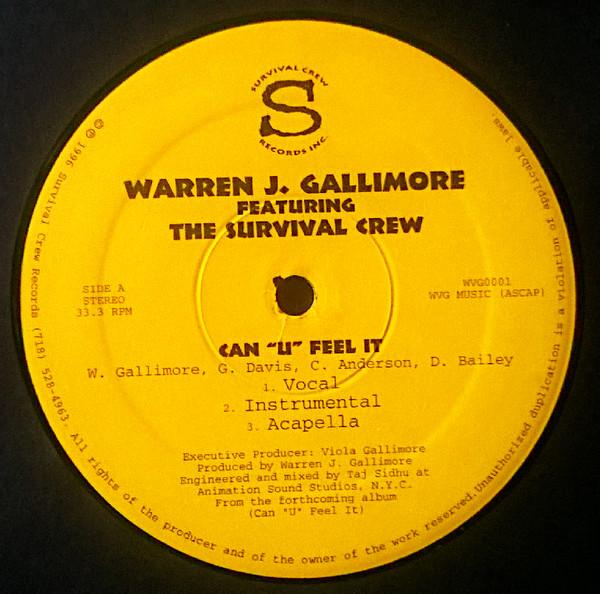 SURVIVAL CREW
S
RECORDS INC.
WARREN J. GALLIMORE
FEATURING
THE SURVIVAL CREW
SIDE A
STEREO
33.3 RPM
WVG0001
WVG MUSIC (ASCAP)
CAN "U" FEEL IT
W. Gallimore, G. Davis, C. Anderson, D. Bailey
1. Vocal
2. Instrumental
3. Acapella
Executive Producer: Viola Gallimore
Produced by Warren J. Gallimore
Engineered and mixed by Taj Sidhu at
Animation Sound Studios, N.Y.C.
From the forthcoming album
(Can "U" Feel It)
℗© 1996 Survival Crew Records (718) 528-4963. All rights of the producer and of the owner of the work reserved. Unauthorized duplication is a violation of applicable laws.